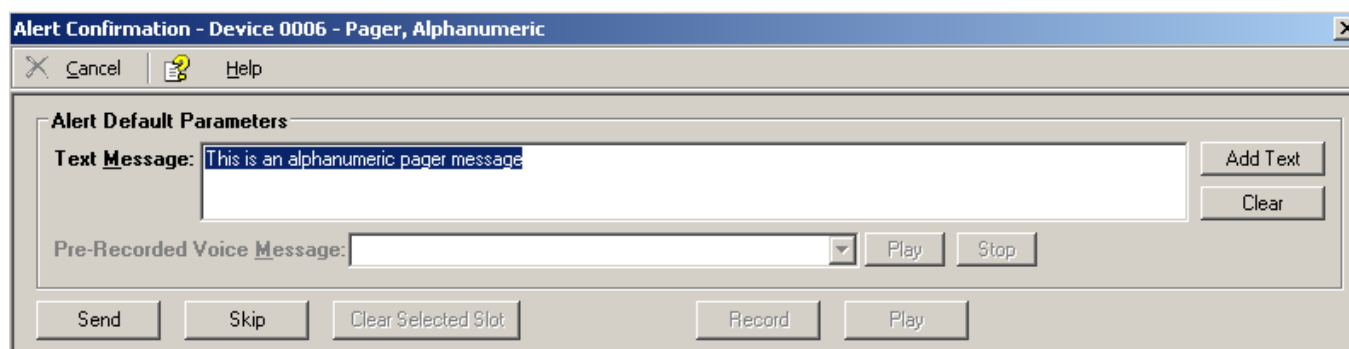 Alert Confirmation - Device 0006 - Pager, Alphanumeric
Cancel Help
Alert Default Parameters
Text Message: This is an alphanumeric pager message Add Text
Clear
Pre-Recorded Voice Message: Play Stop
Send Skip Clear Selected Slot Record Play